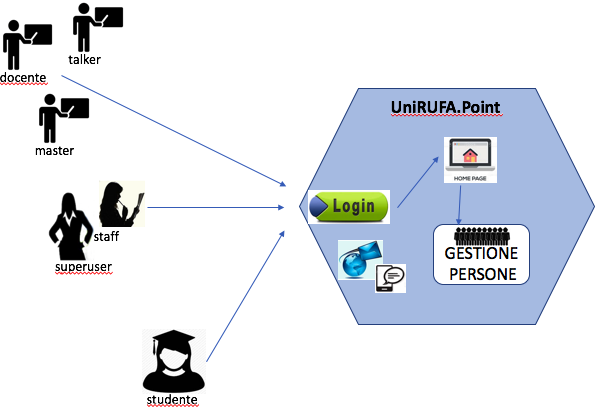 talker
docente
master
staff
superuser
studente
UniRUFA.Point
Login
HOME PAGE
GESTIONE
PERSONE